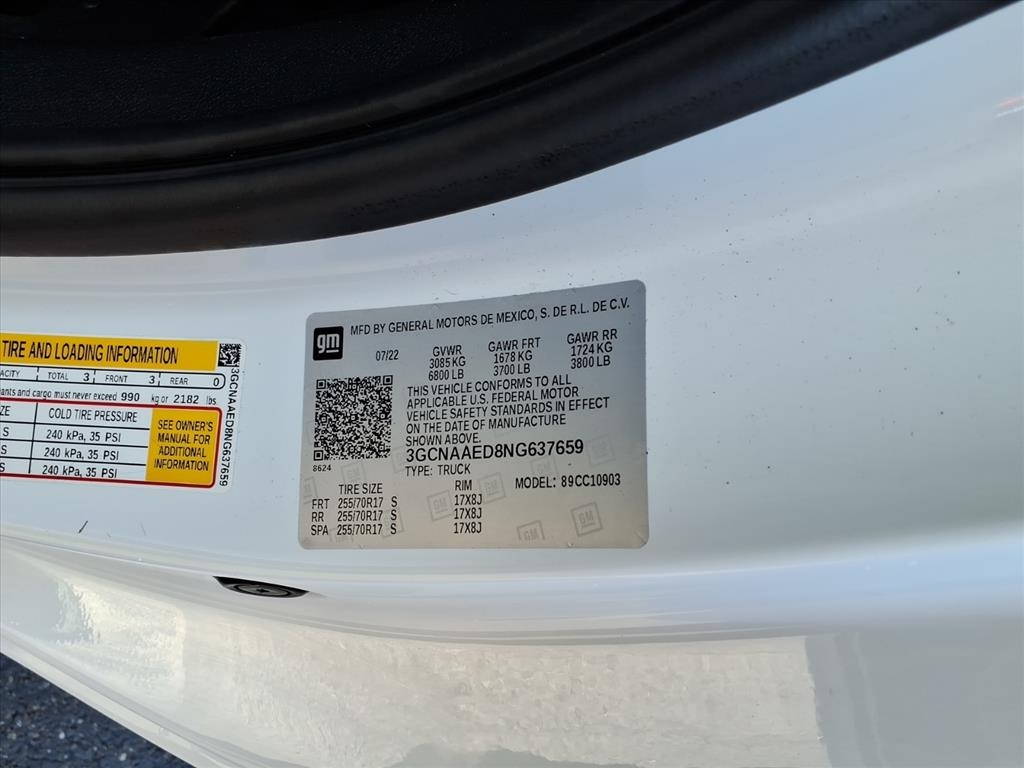 TIRE AND LOADING INFORMATION
TOTAL 3 FRONT 3 REAR 0
and cargo must never exceed 990 kg or 2182 lbs.
COLD TIRE PRESSURE
S 240 kPa, 35 PSI
S 240 kPa, 35 PSI
S 240 kPa, 35 PSI
SEE OWNER'S
MANUAL FOR
ADDITIONAL
INFORMATION
3GCNAAED8NG637659
gm
MFD BY GENERAL MOTORS DE MEXICO, S. DE R.L. DE C.V.
07/22 GVWR GAWR FRT GAWR RR
3085 KG 1678 KG 1724 KG
6800 LB 3700 LB 3800 LB
THIS VEHICLE CONFORMS TO ALL
APPLICABLE U.S. FEDERAL MOTOR
VEHICLE SAFETY STANDARDS IN EFFECT
ON THE DATE OF MANUFACTURE
SHOWN ABOVE.
3GCNAAED8NG637659
8624
TYPE: TRUCK MODEL: 89CC10903
TIRE SIZE RIM
FRT 255/70R17 S 17X8J
RR 255/70R17 S 17X8J
SPA 255/70R17 S 17X8J